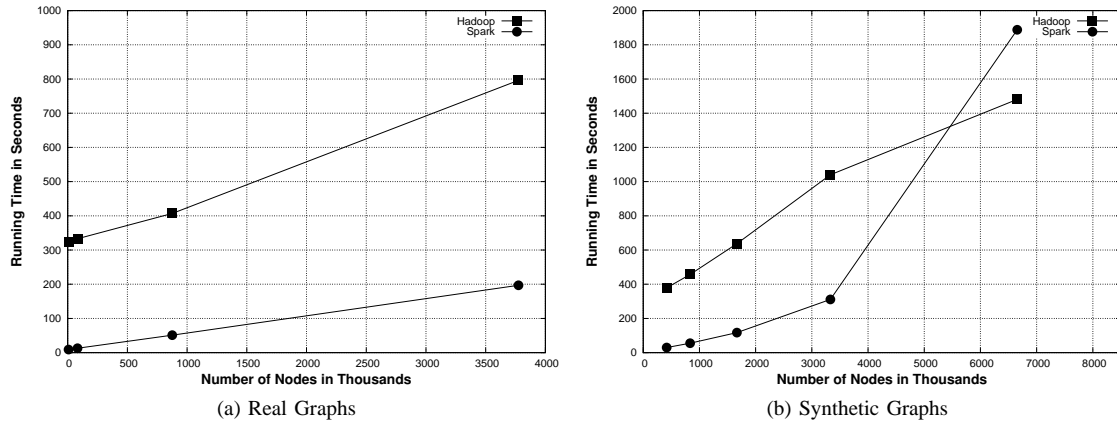 1000
900
800
700
600
500
400
300
200
100
0
Running Time in Seconds
0 500 1000 1500 2000 2500 3000 3500 4000
Number of Nodes in Thousands
Hadoop
Spark
(a) Real Graphs
2000
1800
1600
1400
1200
1000
800
600
400
200
0
Running Time in Seconds
0 1000 2000 3000 4000 5000 6000 7000 8000
Number of Nodes in Thousands
Hadoop
Spark
(b) Synthetic Graphs